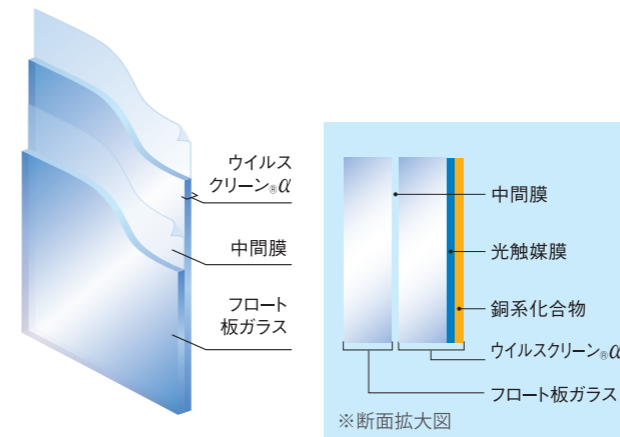 ウイルス
クリーン®α
中間膜
フロート
板ガラス
中間膜
光触媒膜
銅系化合物
ウイルスクリーン®α
フロート板ガラス
※断面拡大図